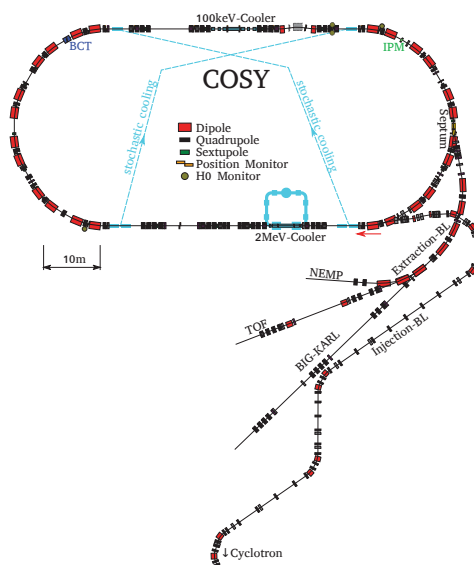 100keV-Cooler
BCT
IPM
COSY
stochastic cooling
stochastic cooling
Septum
Dipole
Quadrupole
Sextupole
Position Monitor
H0 Monitor
2MeV-Cooler
10m
Extraction-BL
NEMP
TOF
Injection-BL
BIG-KARL
↓Cyclotron